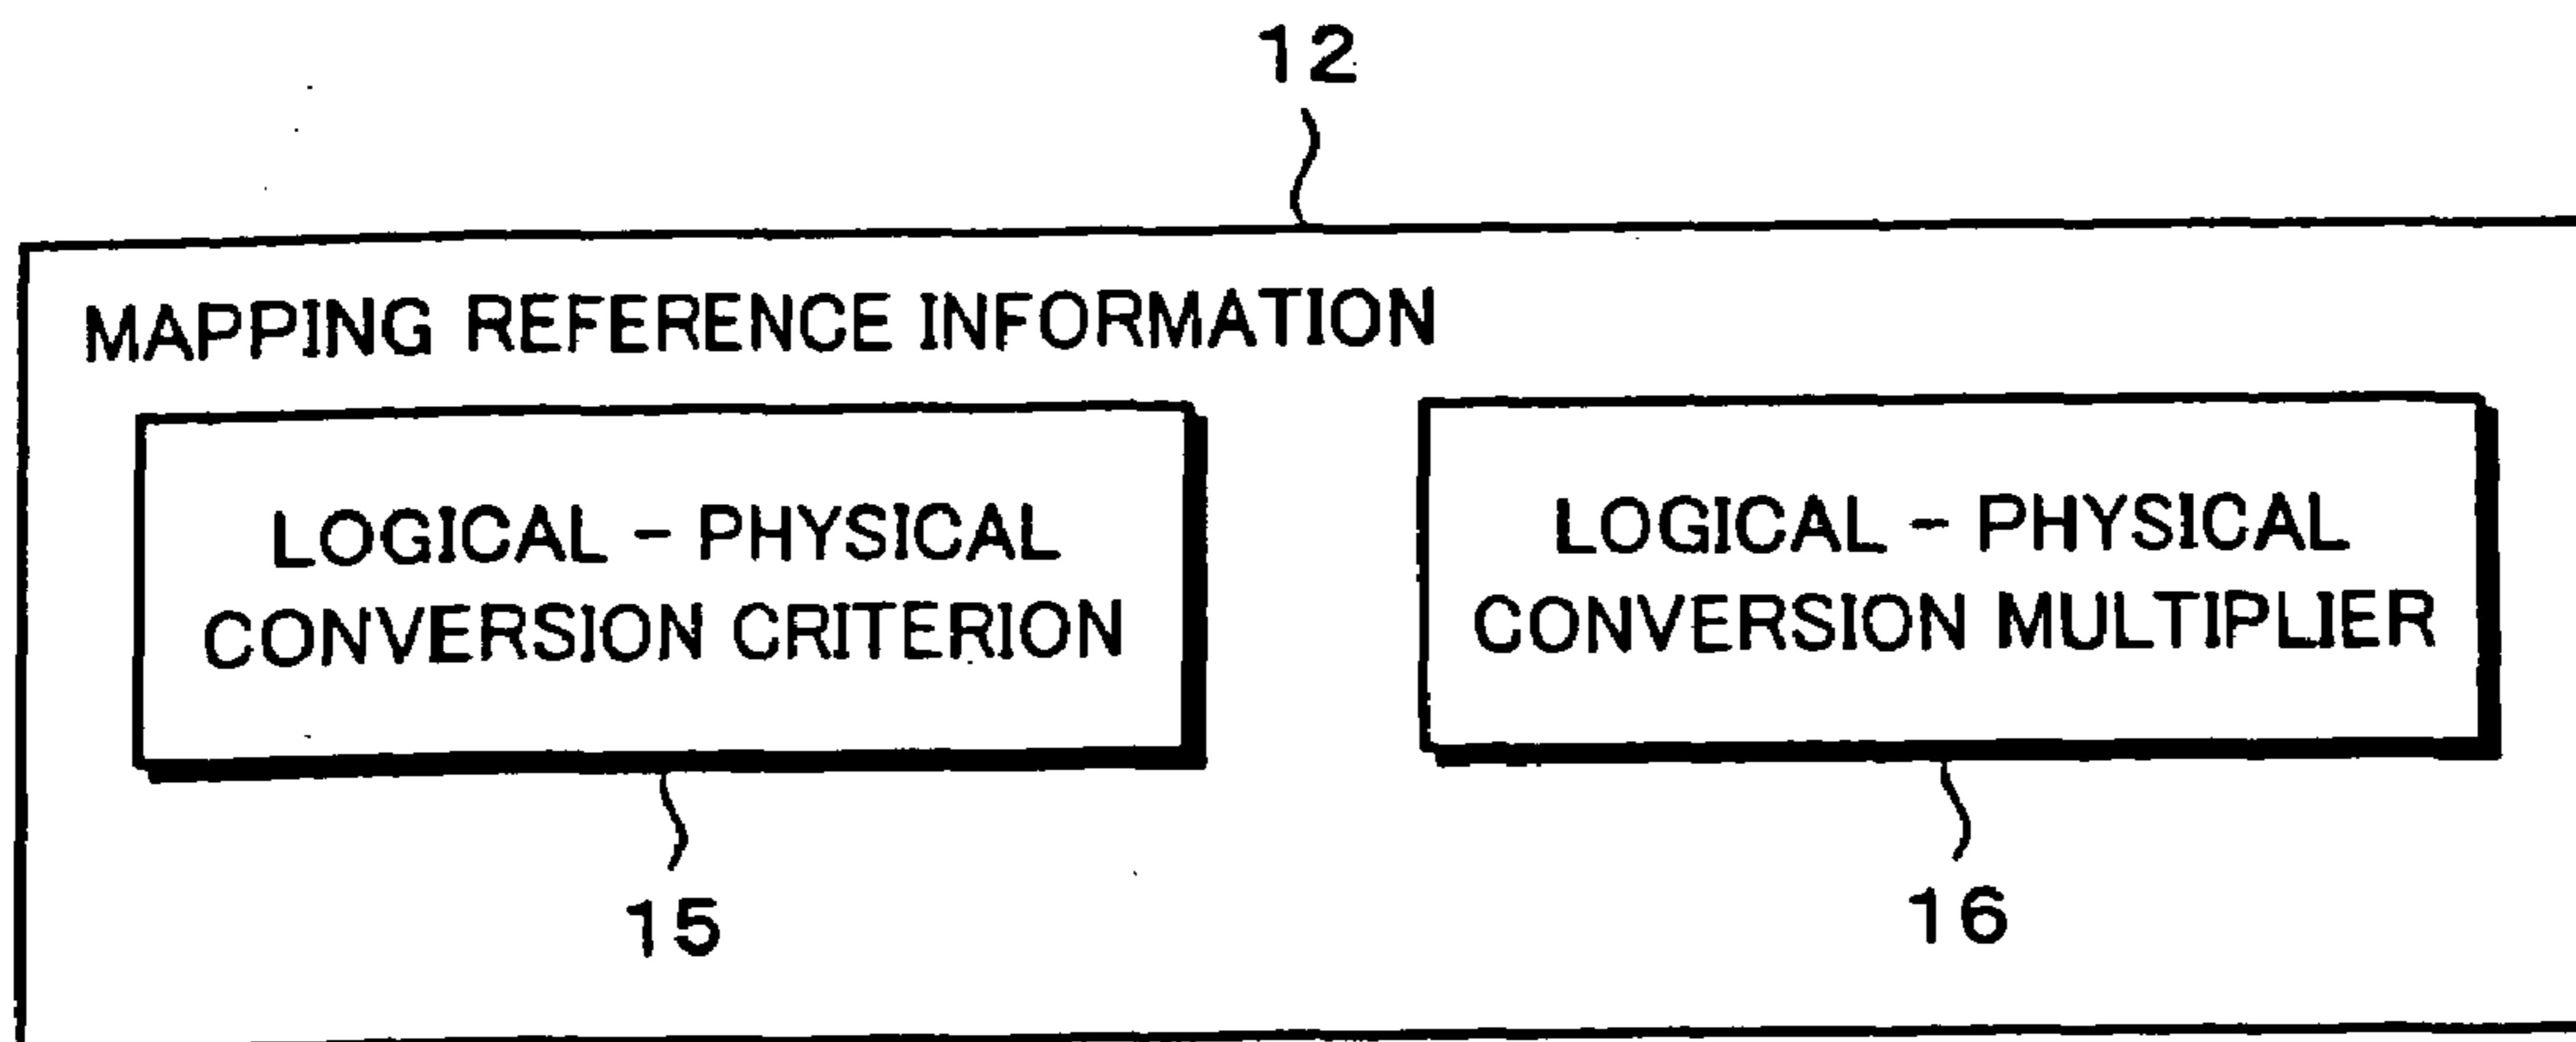 12
MAPPING REFERENCE INFORMATION
LOGICAL - PHYSICAL
CONVERSION CRITERION
LOGICAL - PHYSICAL
CONVERSION MULTIPLIER
15
16